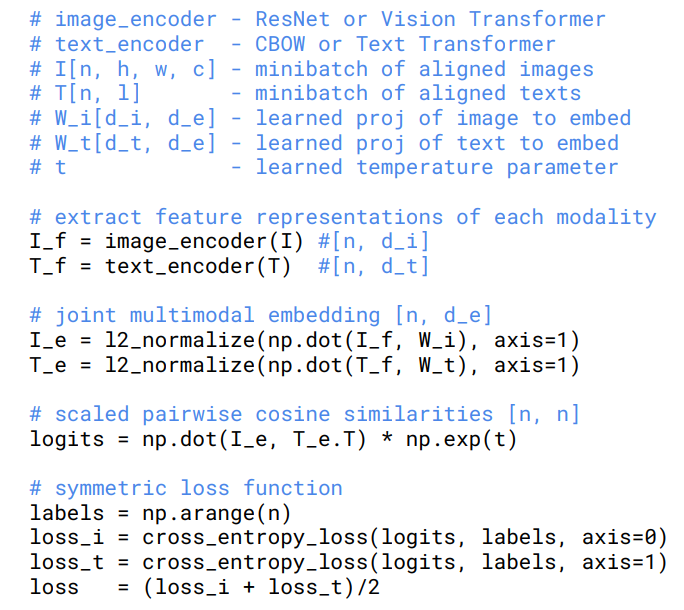 # image_encoder - ResNet or Vision Transformer
# text_encoder  - CBOW or Text Transformer
# I[n, h, w, c] - minibatch of aligned images
# T[n, l]       - minibatch of aligned texts
# W_i[d_i, d_e] - learned proj of image to embed
# W_t[d_t, d_e] - learned proj of text to embed
# t             - learned temperature parameter
# extract feature representations of each modality
I_f = image_encoder(I) #[n, d_i]
T_f = text_encoder(T)  #[n, d_t]
# joint multimodal embedding [n, d_e]
I_e = l2_normalize(np.dot(I_f, W_i), axis=1)
T_e = l2_normalize(np.dot(T_f, W_t), axis=1)
# scaled pairwise cosine similarities [n, n]
logits = np.dot(I_e, T_e.T) * np.exp(t)
# symmetric loss function
labels = np.arange(n)
loss_i = cross_entropy_loss(logits, labels, axis=0)
loss_t = cross_entropy_loss(logits, labels, axis=1)
loss   = (loss_i + loss_t)/2